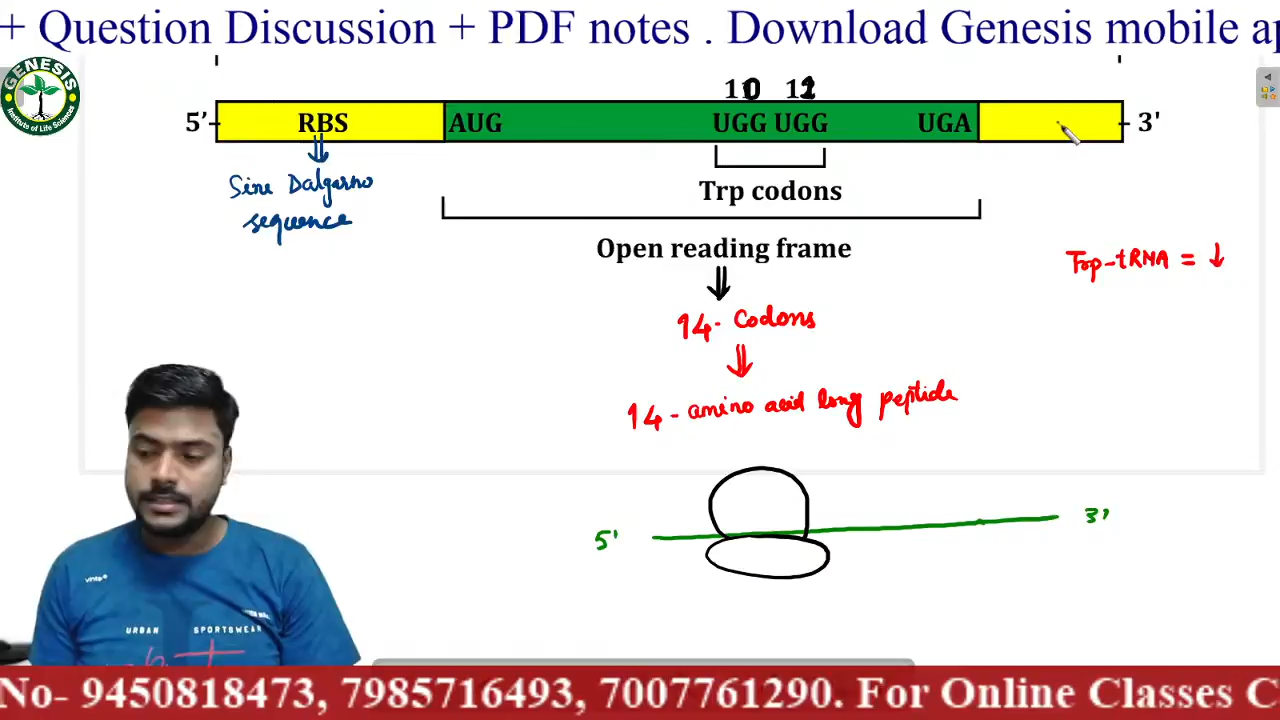 + Question Discussion + PDF notes . Download Genesis mobile ap
GENESIS
Institute of Life Sciences
10 12
5' RBS AUG UGG UGG UGA 3'
Sine Dalgarno
sequence
Trp codons
Open reading frame
Trp-tRNA = ↓
14- Codons
14- amino acid long peptide
5' 3'
URBAN SPORTSWEAR
No- 9450818473, 7985716493, 7007761290. For Online Classes C